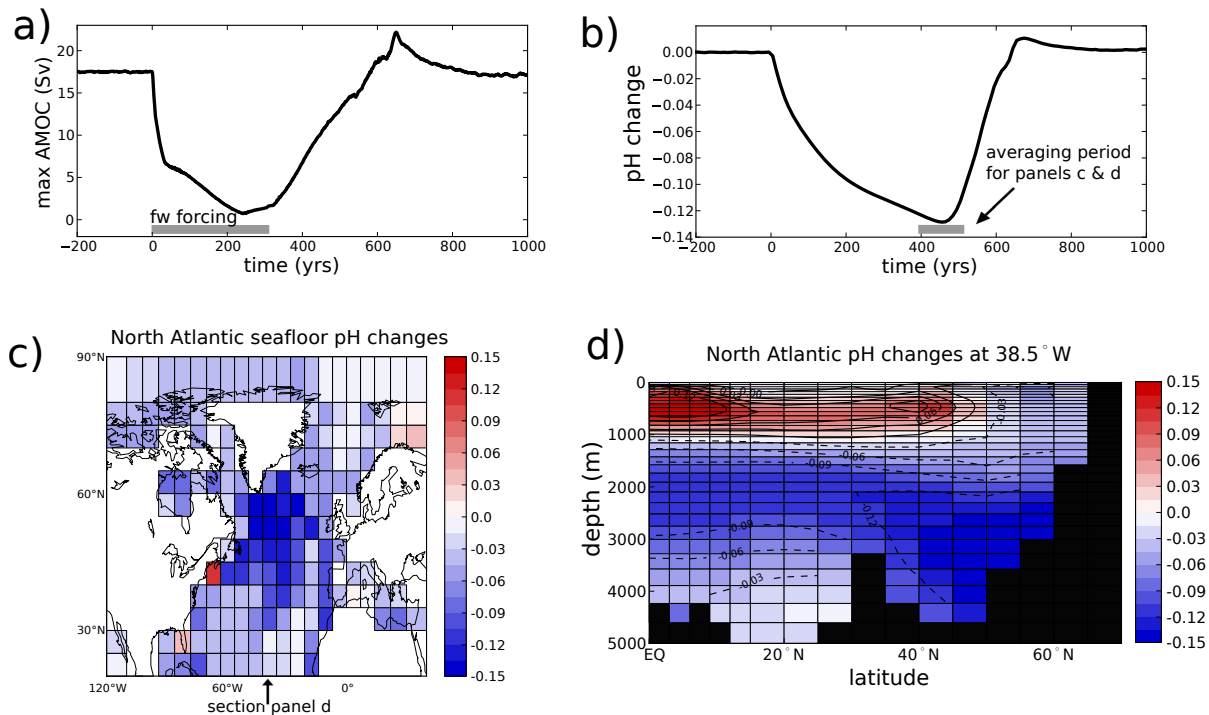 a)
max AMOC (Sv)
20
15
10
5
0
fw forcing
−200 0 200 400 600 800 1000
time (yrs)
b)
pH change
0.00
−0.02
−0.04
−0.06
−0.08
−0.10
−0.12
−0.14
averaging period
for panels c & d
−200 0 200 400 600 800 1000
time (yrs)
c)
North Atlantic seafloor pH changes
90°N
60°N
30°N
120°W 60°W 0°
section panel d
0.15
0.12
0.09
0.06
0.03
0.0
-0.03
-0.06
-0.09
-0.12
-0.15
d)
North Atlantic pH changes at 38.5°W
depth (m)
0
1000
2000
3000
4000
5000
0.00
0.06
-0.03
-0.06
-0.09
-0.12
-0.09
-0.06
-0.03
EQ 20°N 40°N 60°N
latitude
0.15
0.12
0.09
0.06
0.03
0.0
-0.03
-0.06
-0.09
-0.12
-0.15